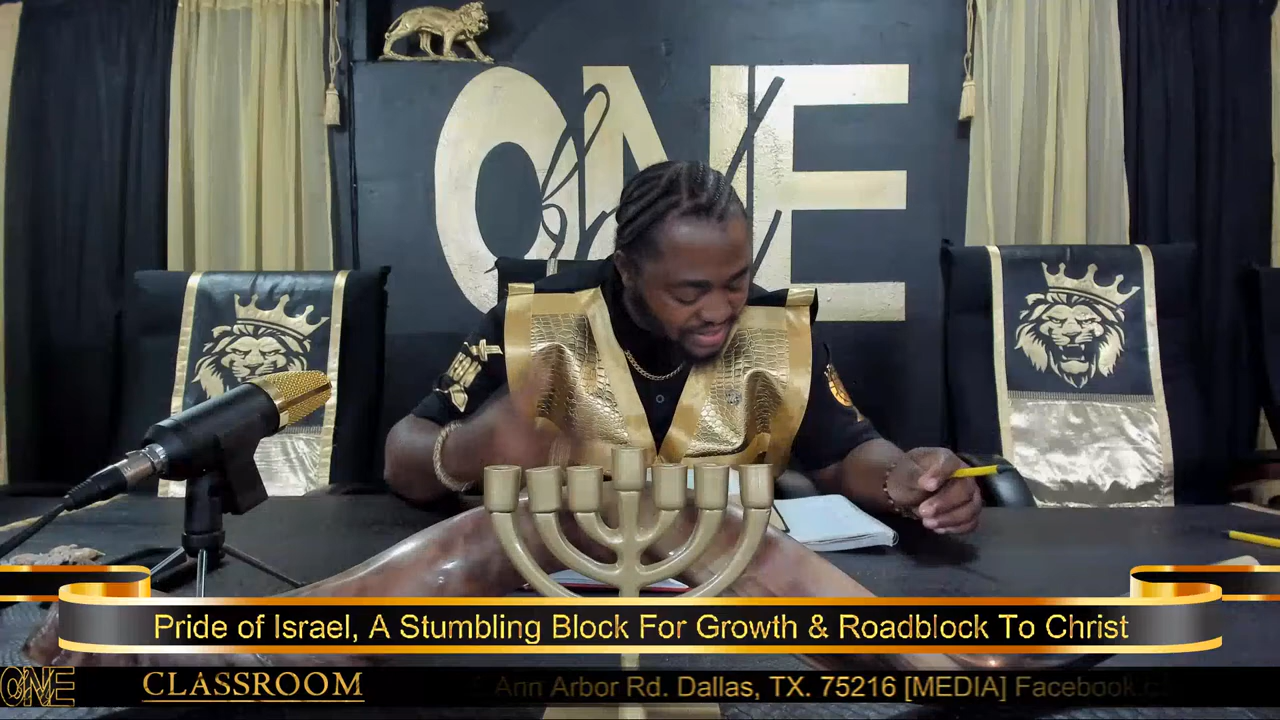 ONE
Pride of Israel, A Stumbling Block For Growth & Roadblock To Christ
ONE
CLASSROOM
Ann Arbor Rd. Dallas, TX. 75216 [MEDIA] Facebook